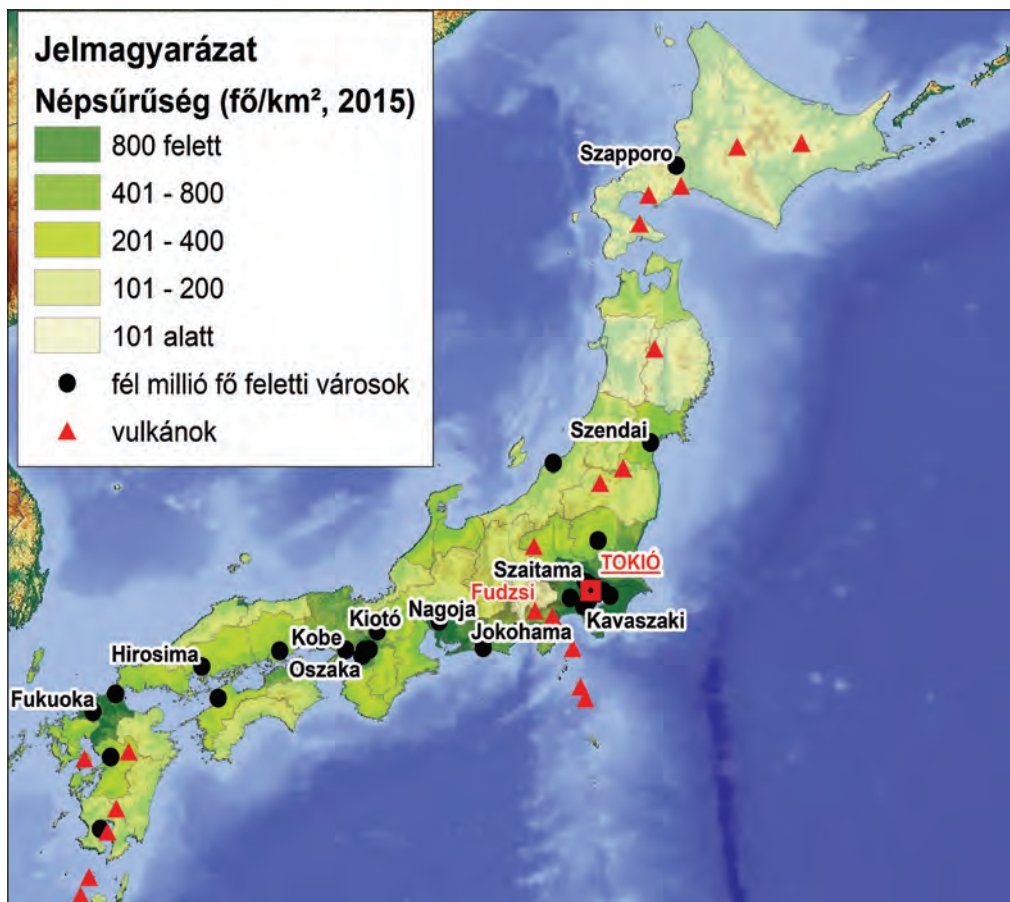 Jelmagyarázat
Népsűrűség (fő/km², 2015)
800 felett
401 - 800
201 - 400
101 - 200
101 alatt
fél millió fő feletti városok
vulkánok
Szapporo
Szendai
Szaitama
TOKIÓ
Fudzsi
Kavaszaki
Jokohama
Nagoja
Kiotó
Kobe
Oszaka
Hirosima
Fukuoka